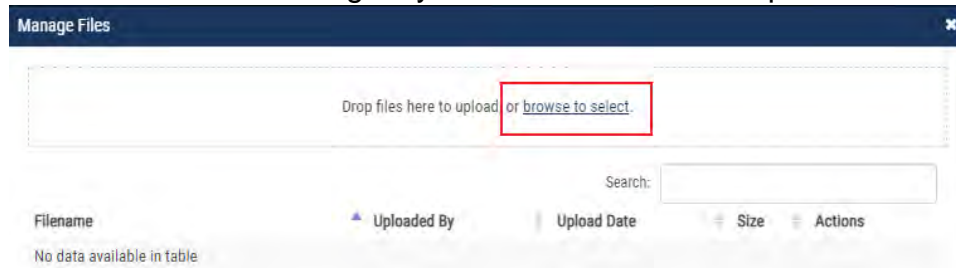 Manage Files
Drop files here to upload, or browse to select.
Search:
Filename Uploaded By Upload Date Size Actions
No data available in table